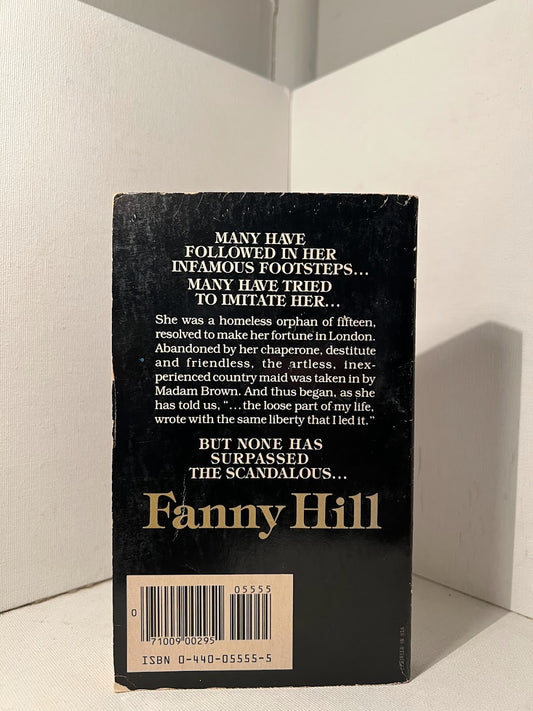 MANY HAVE
FOLLOWED IN HER
INFAMOUS FOOTSTEPS...
MANY HAVE TRIED
TO IMITATE HER...
She was a homeless orphan of fifteen,
resolved to make her fortune in London.
Abandoned by her chaperone, destitute
and friendless, the artless, inex-
perienced country maid was taken in by
Madam Brown. And thus began, as she
has told us, "...the loose part of my life,
wrote with the same liberty that I led it."
BUT NONE HAS
SURPASSED
THE SCANDALOUS...
Fanny Hill
05555
0
71009 00295
ISBN 0-440-05555-5